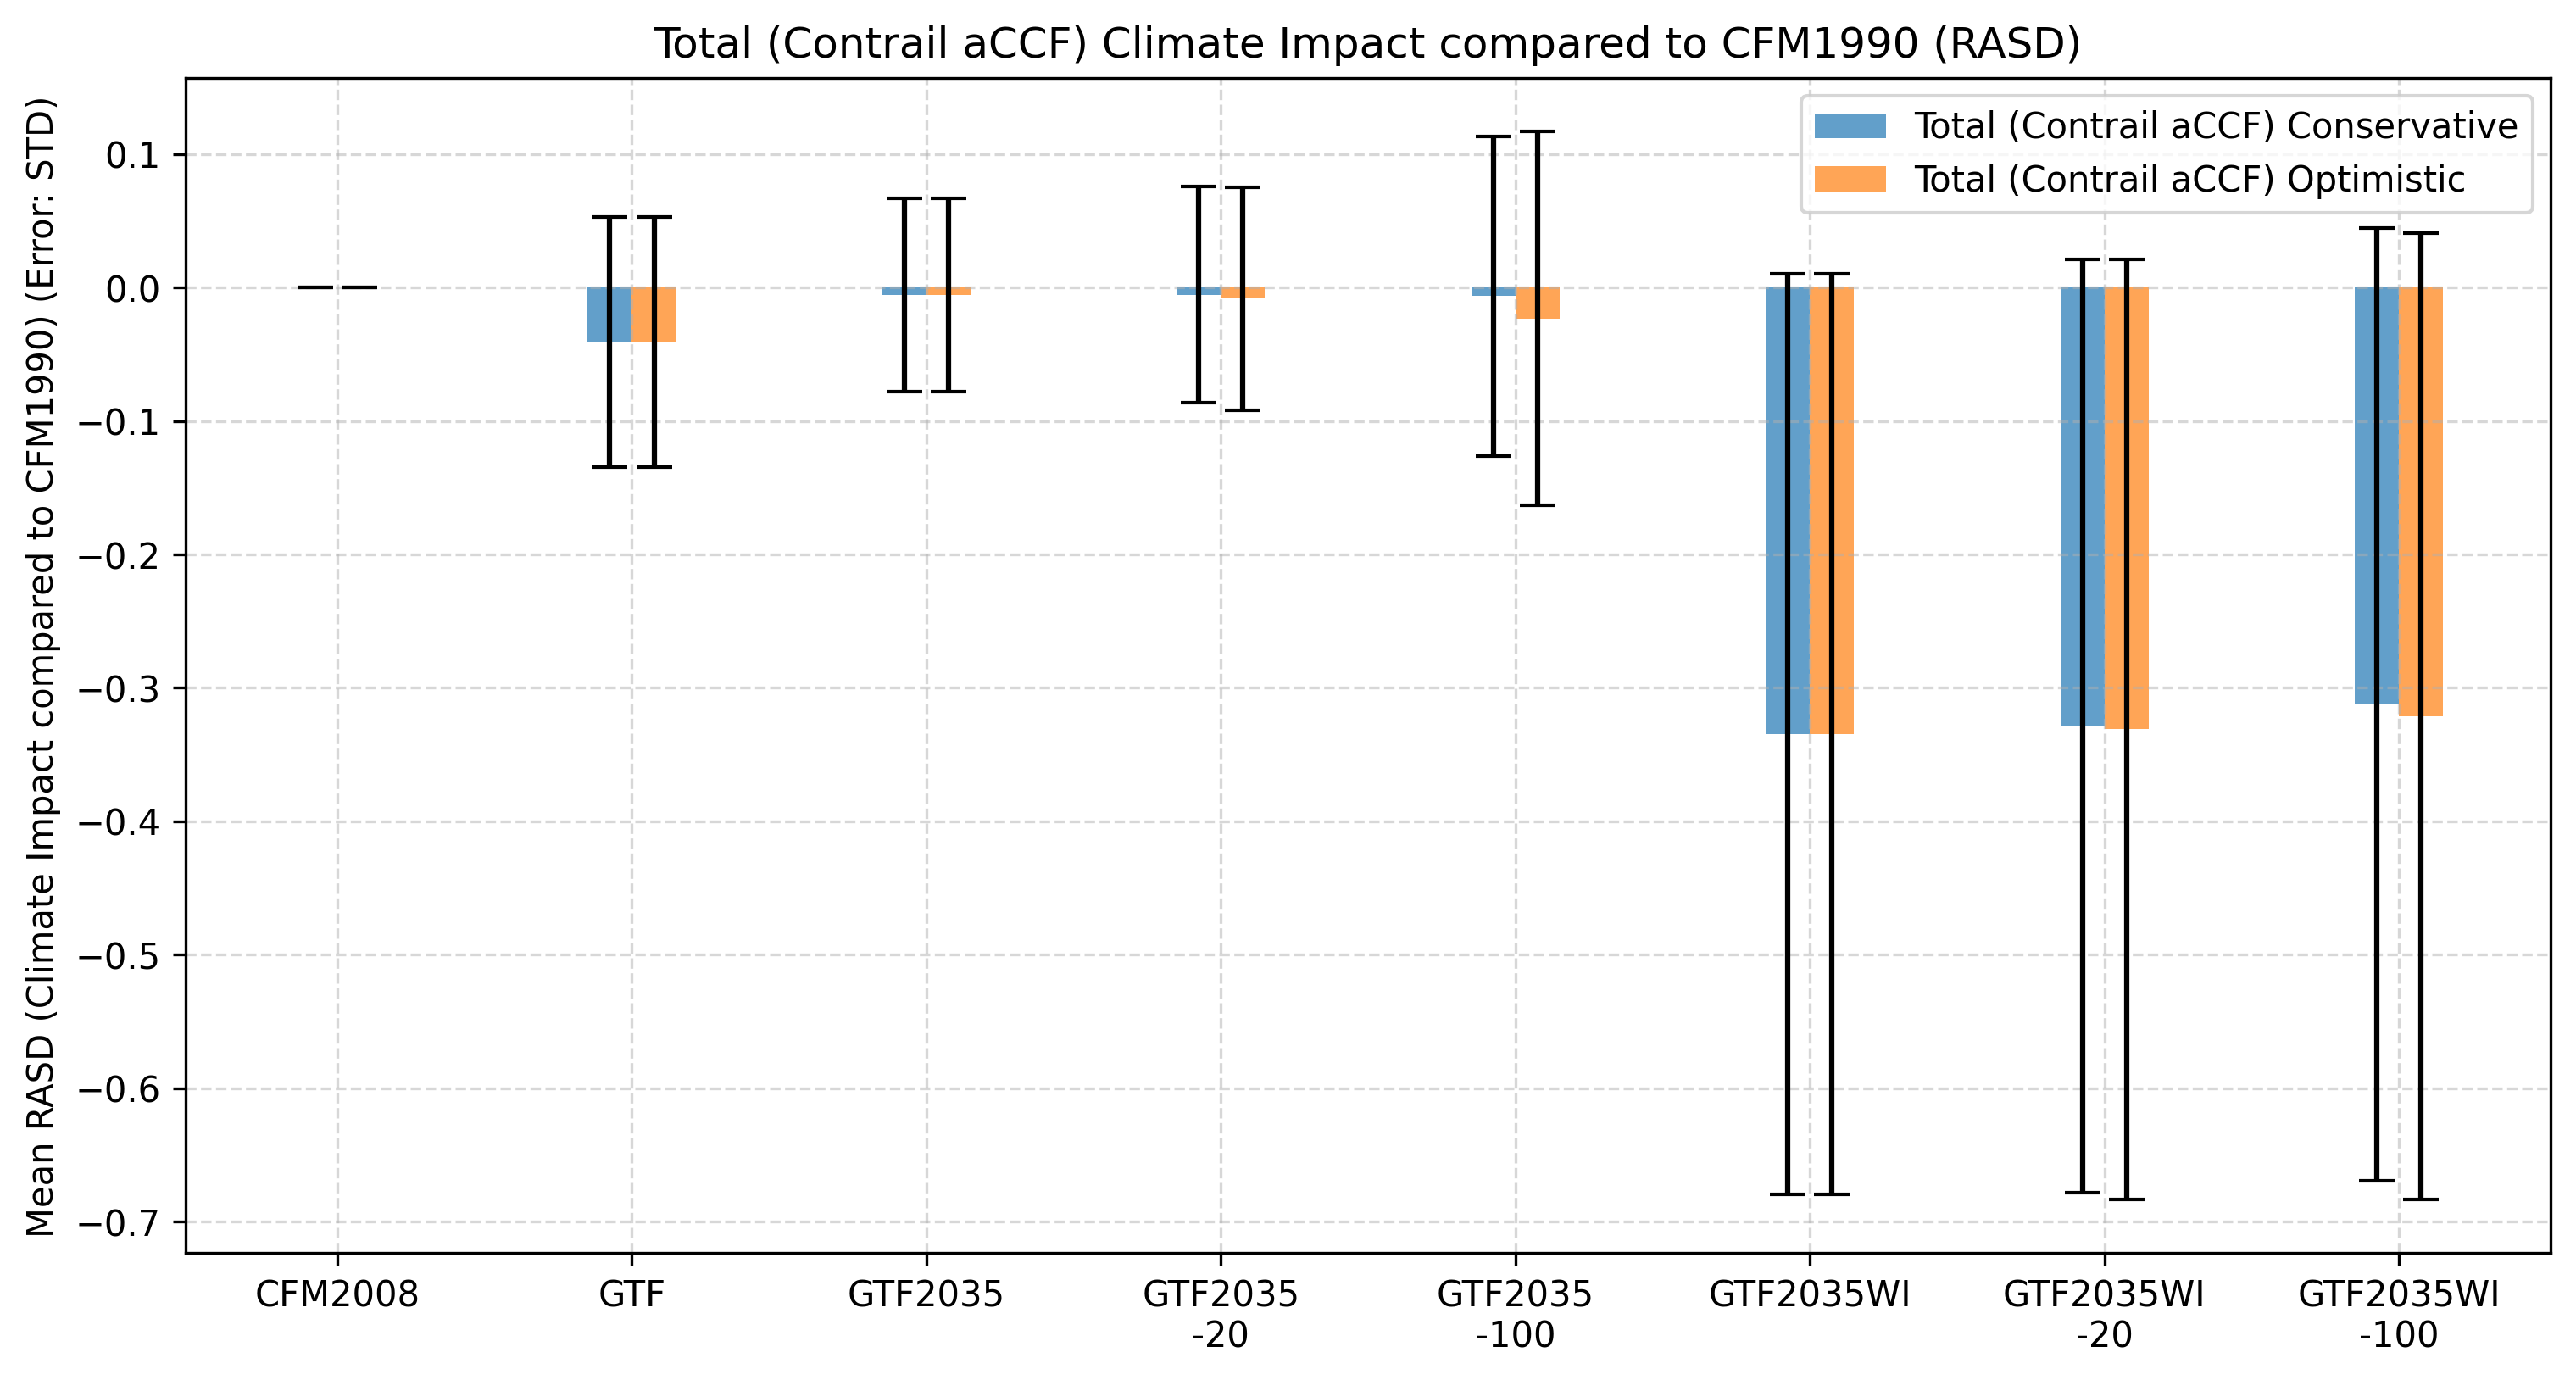 Total (Contrail aCCF) Climate Impact compared to CFM1990 (RASD)
Mean RASD (Climate Impact compared to CFM1990) (Error: STD)
Total (Contrail aCCF) Conservative
Total (Contrail aCCF) Optimistic
0.1
0.0
−0.1
−0.2
−0.3
−0.4
−0.5
−0.6
−0.7
CFM2008
GTF
GTF2035
GTF2035
-20
GTF2035
-100
GTF2035WI
GTF2035WI
-20
GTF2035WI
-100